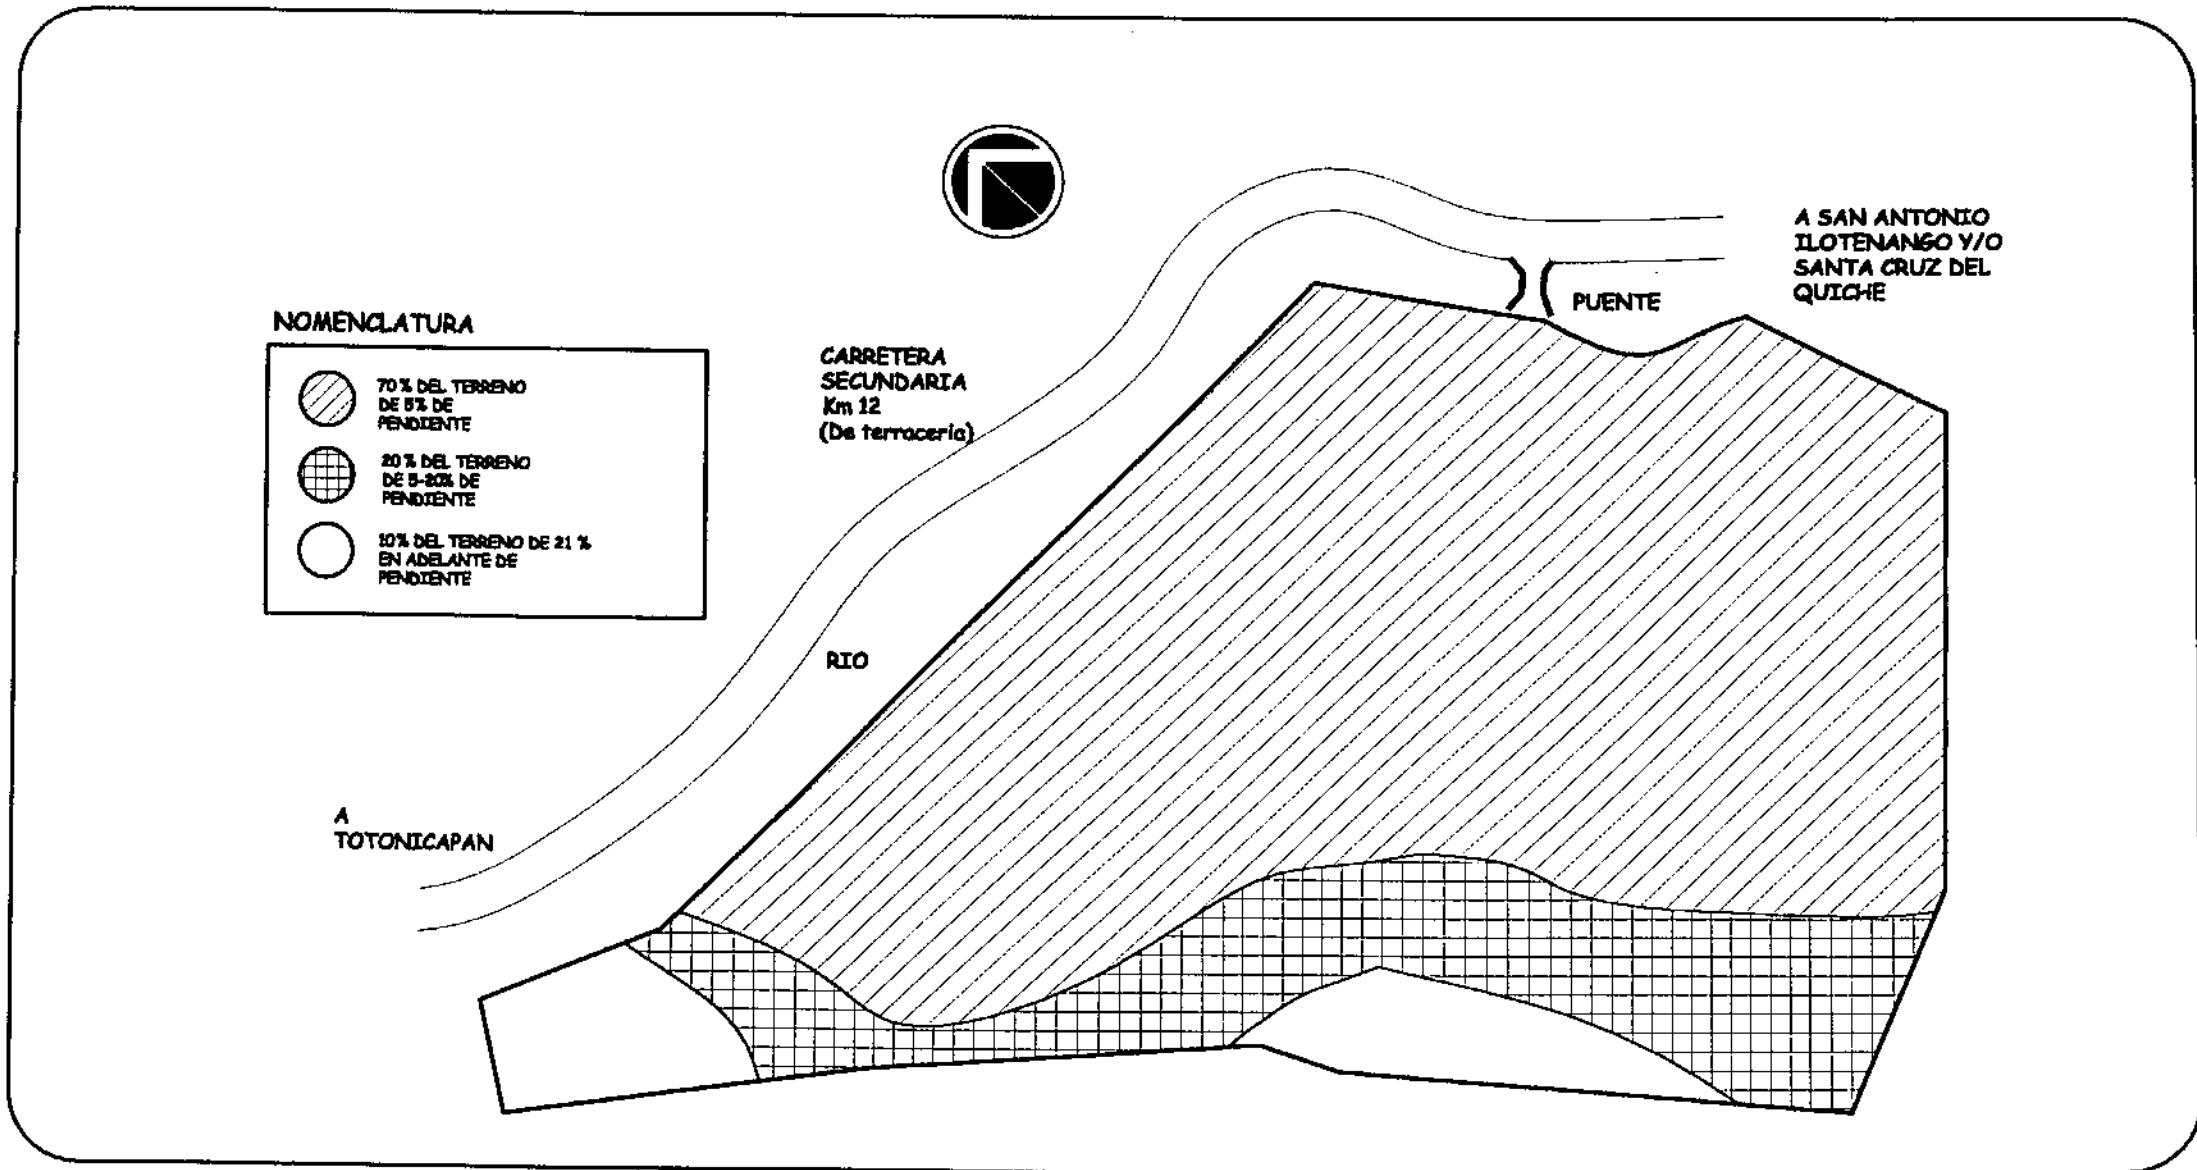 A SAN ANTONIO
ILOTENANGO Y/O
SANTA CRUZ DEL
QUICHE
PUENTE
NOMENCLATURA
70 % DEL TERRENO
DE 5% DE
PENDIENTE
20 % DEL TERRENO
DE 5-20% DE
PENDIENTE
10 % DEL TERRENO DE 21 %
EN ADELANTE DE
PENDIENTE
CARRETERA
SECUNDARIA
Km 12
(De terraceria)
RIO
A
TOTONICAPAN